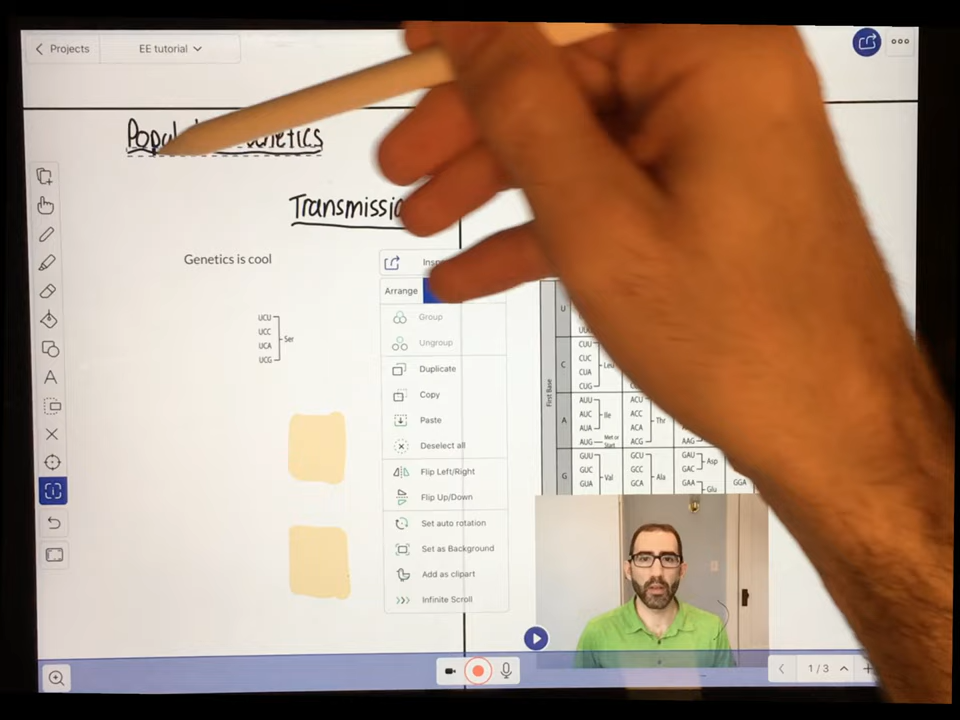 Projects
EE tutorial
Genetics is cool
UCU
UCC
UCA
UCG
Ser
Arrange
Group
Ungroup
Duplicate
Copy
Paste
Deselect all
Flip Left/Right
Flip Up/Down
Set auto rotation
Set as Background
Add as clipart
Infinite Scroll
First Base
U
C
CUU
CUC
CUA
CUG
Leu
A
AUU
AUC
AUA
Ile
AUG
Met or
Start
ACU
ACC
ACA
ACG
Thr
AAG
G
GUU
GUC
GUA
Val
GCU
GCC
GCA
Ala
GAU
GAC
Asp
GAA
Glu
GGA
1/3